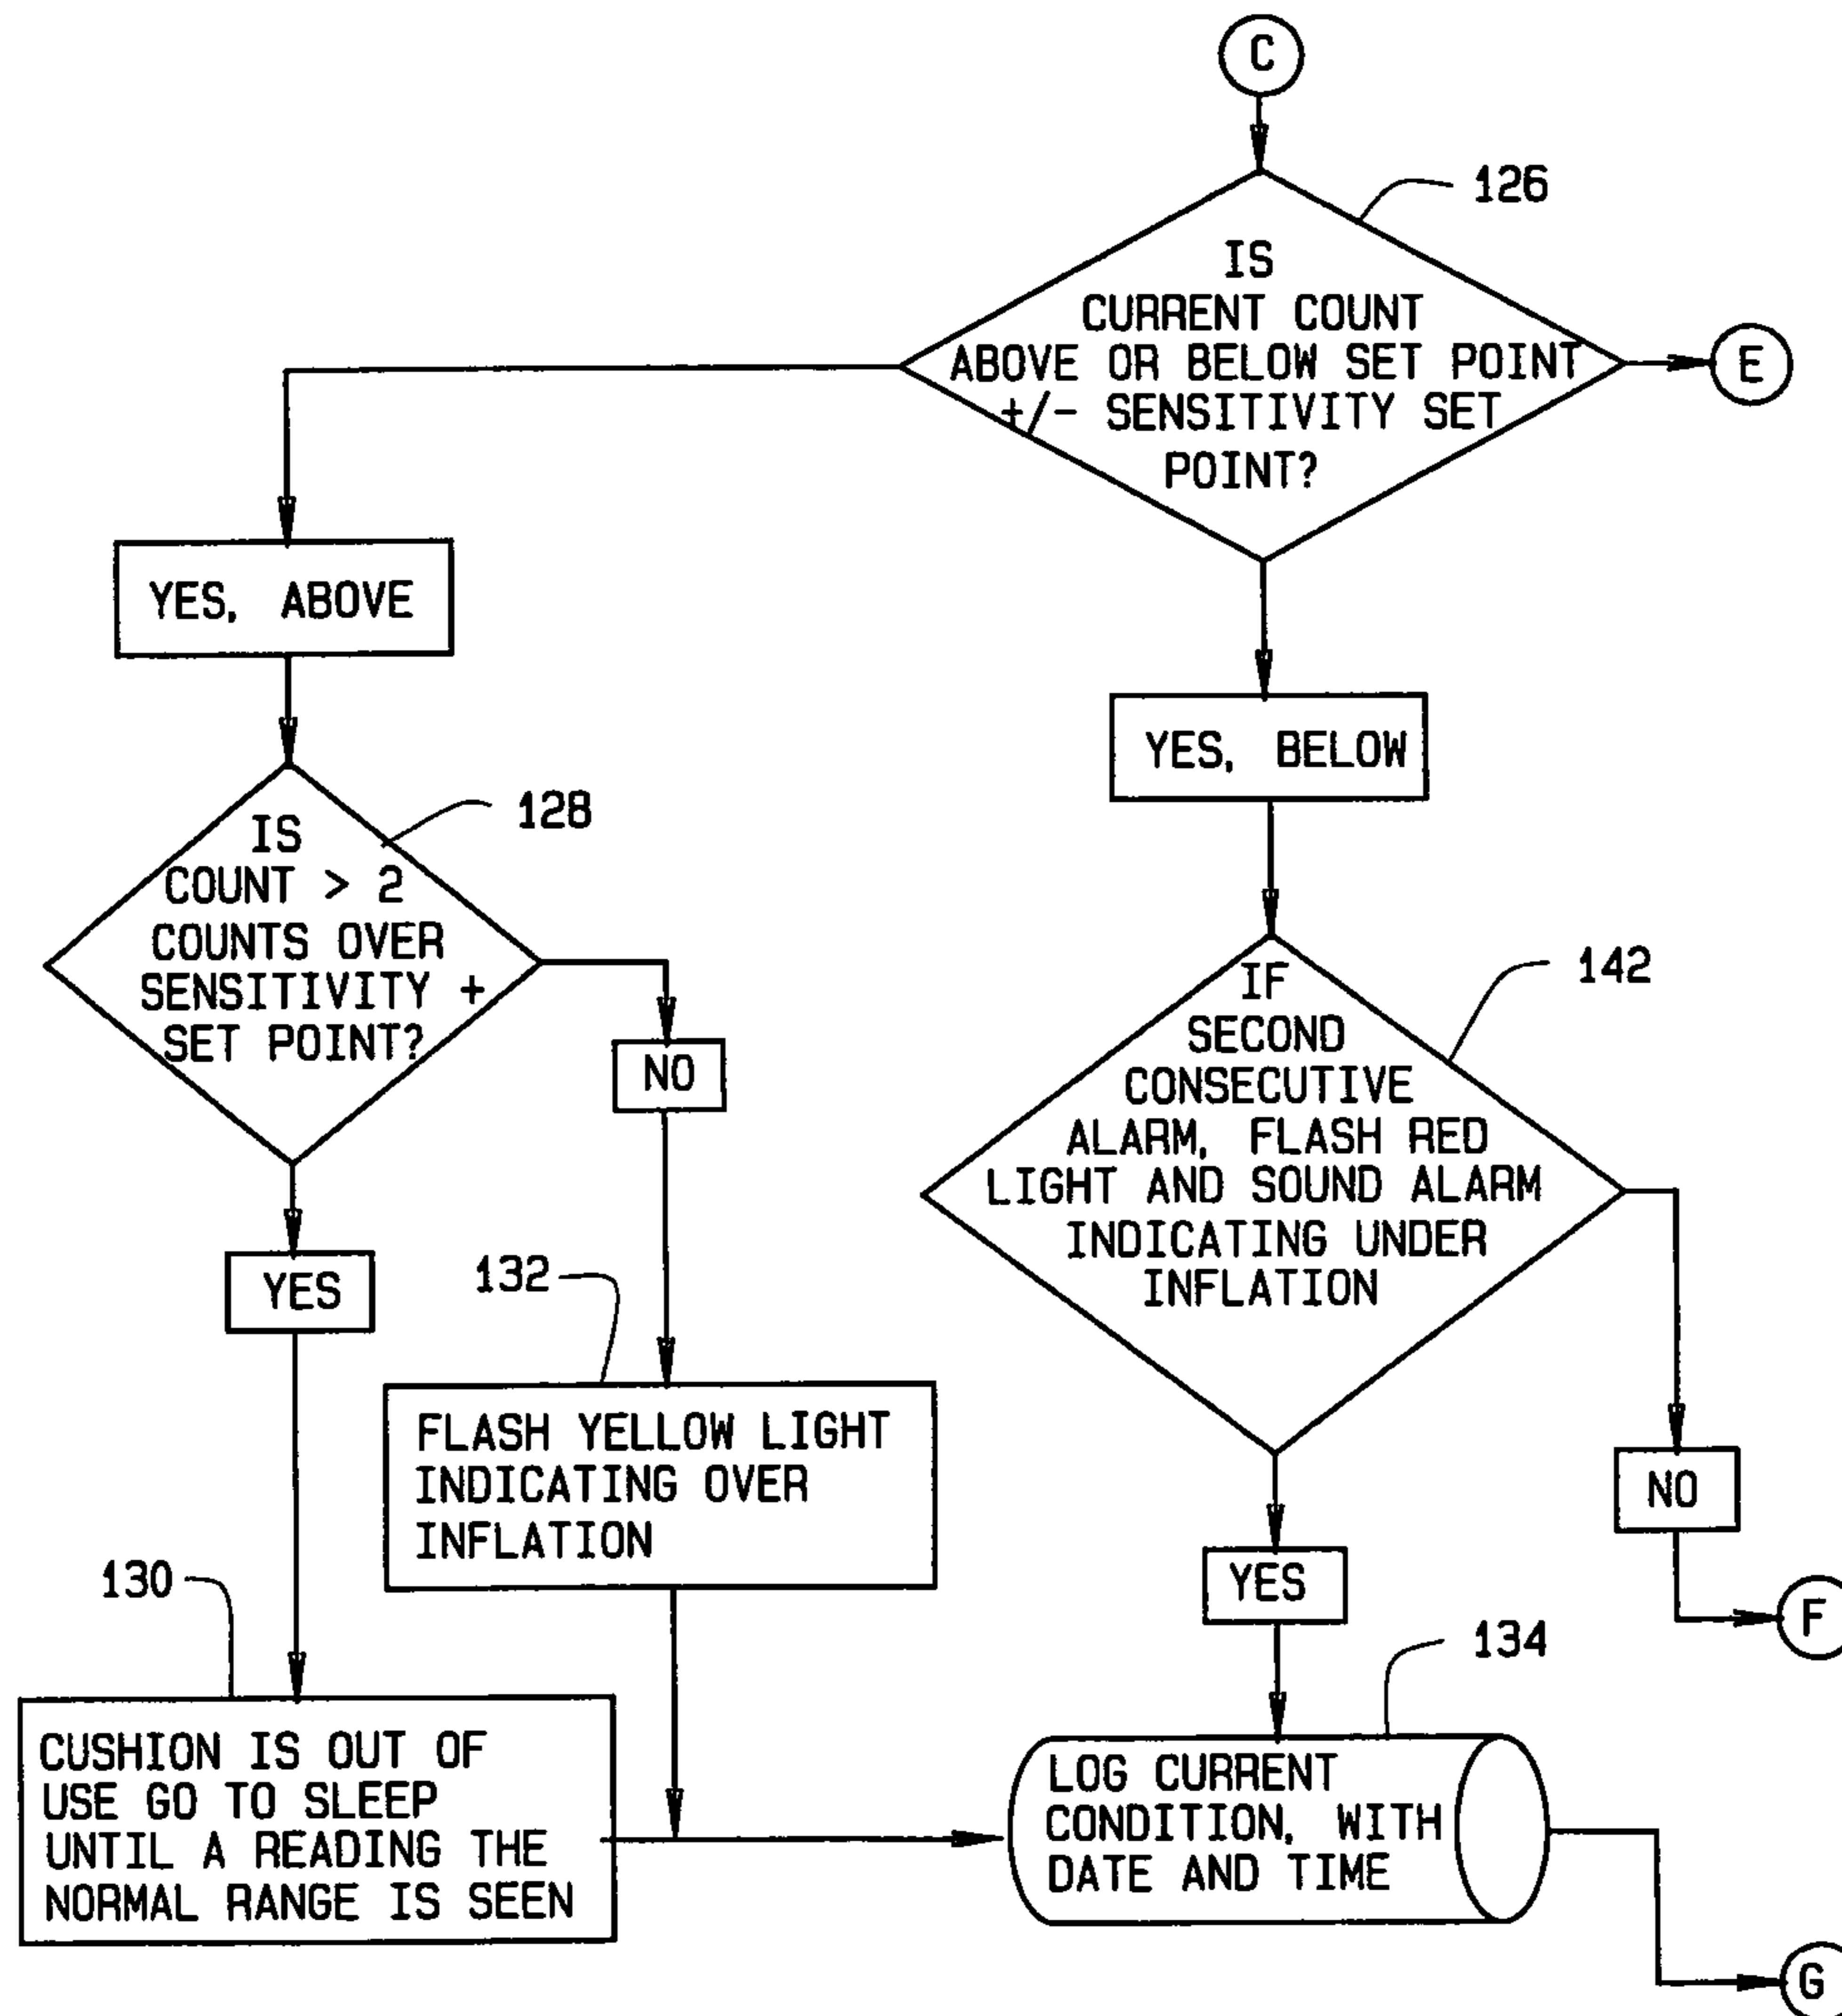 C
126
IS
CURRENT COUNT
ABOVE OR BELOW SET POINT
+/- SENSITIVITY SET
POINT?
E
YES, ABOVE
YES, BELOW
128
IS
COUNT > 2
COUNTS OVER
SENSITIVITY +
SET POINT?
NO
142
IF
SECOND
CONSECUTIVE
ALARM, FLASH RED
LIGHT AND SOUND ALARM
INDICATING UNDER
INFLATION
YES
132
FLASH YELLOW LIGHT
INDICATING OVER
INFLATION
NO
YES
F
130
CUSHION IS OUT OF
USE GO TO SLEEP
UNTIL A READING THE
NORMAL RANGE IS SEEN
134
LOG CURRENT
CONDITION, WITH
DATE AND TIME
G